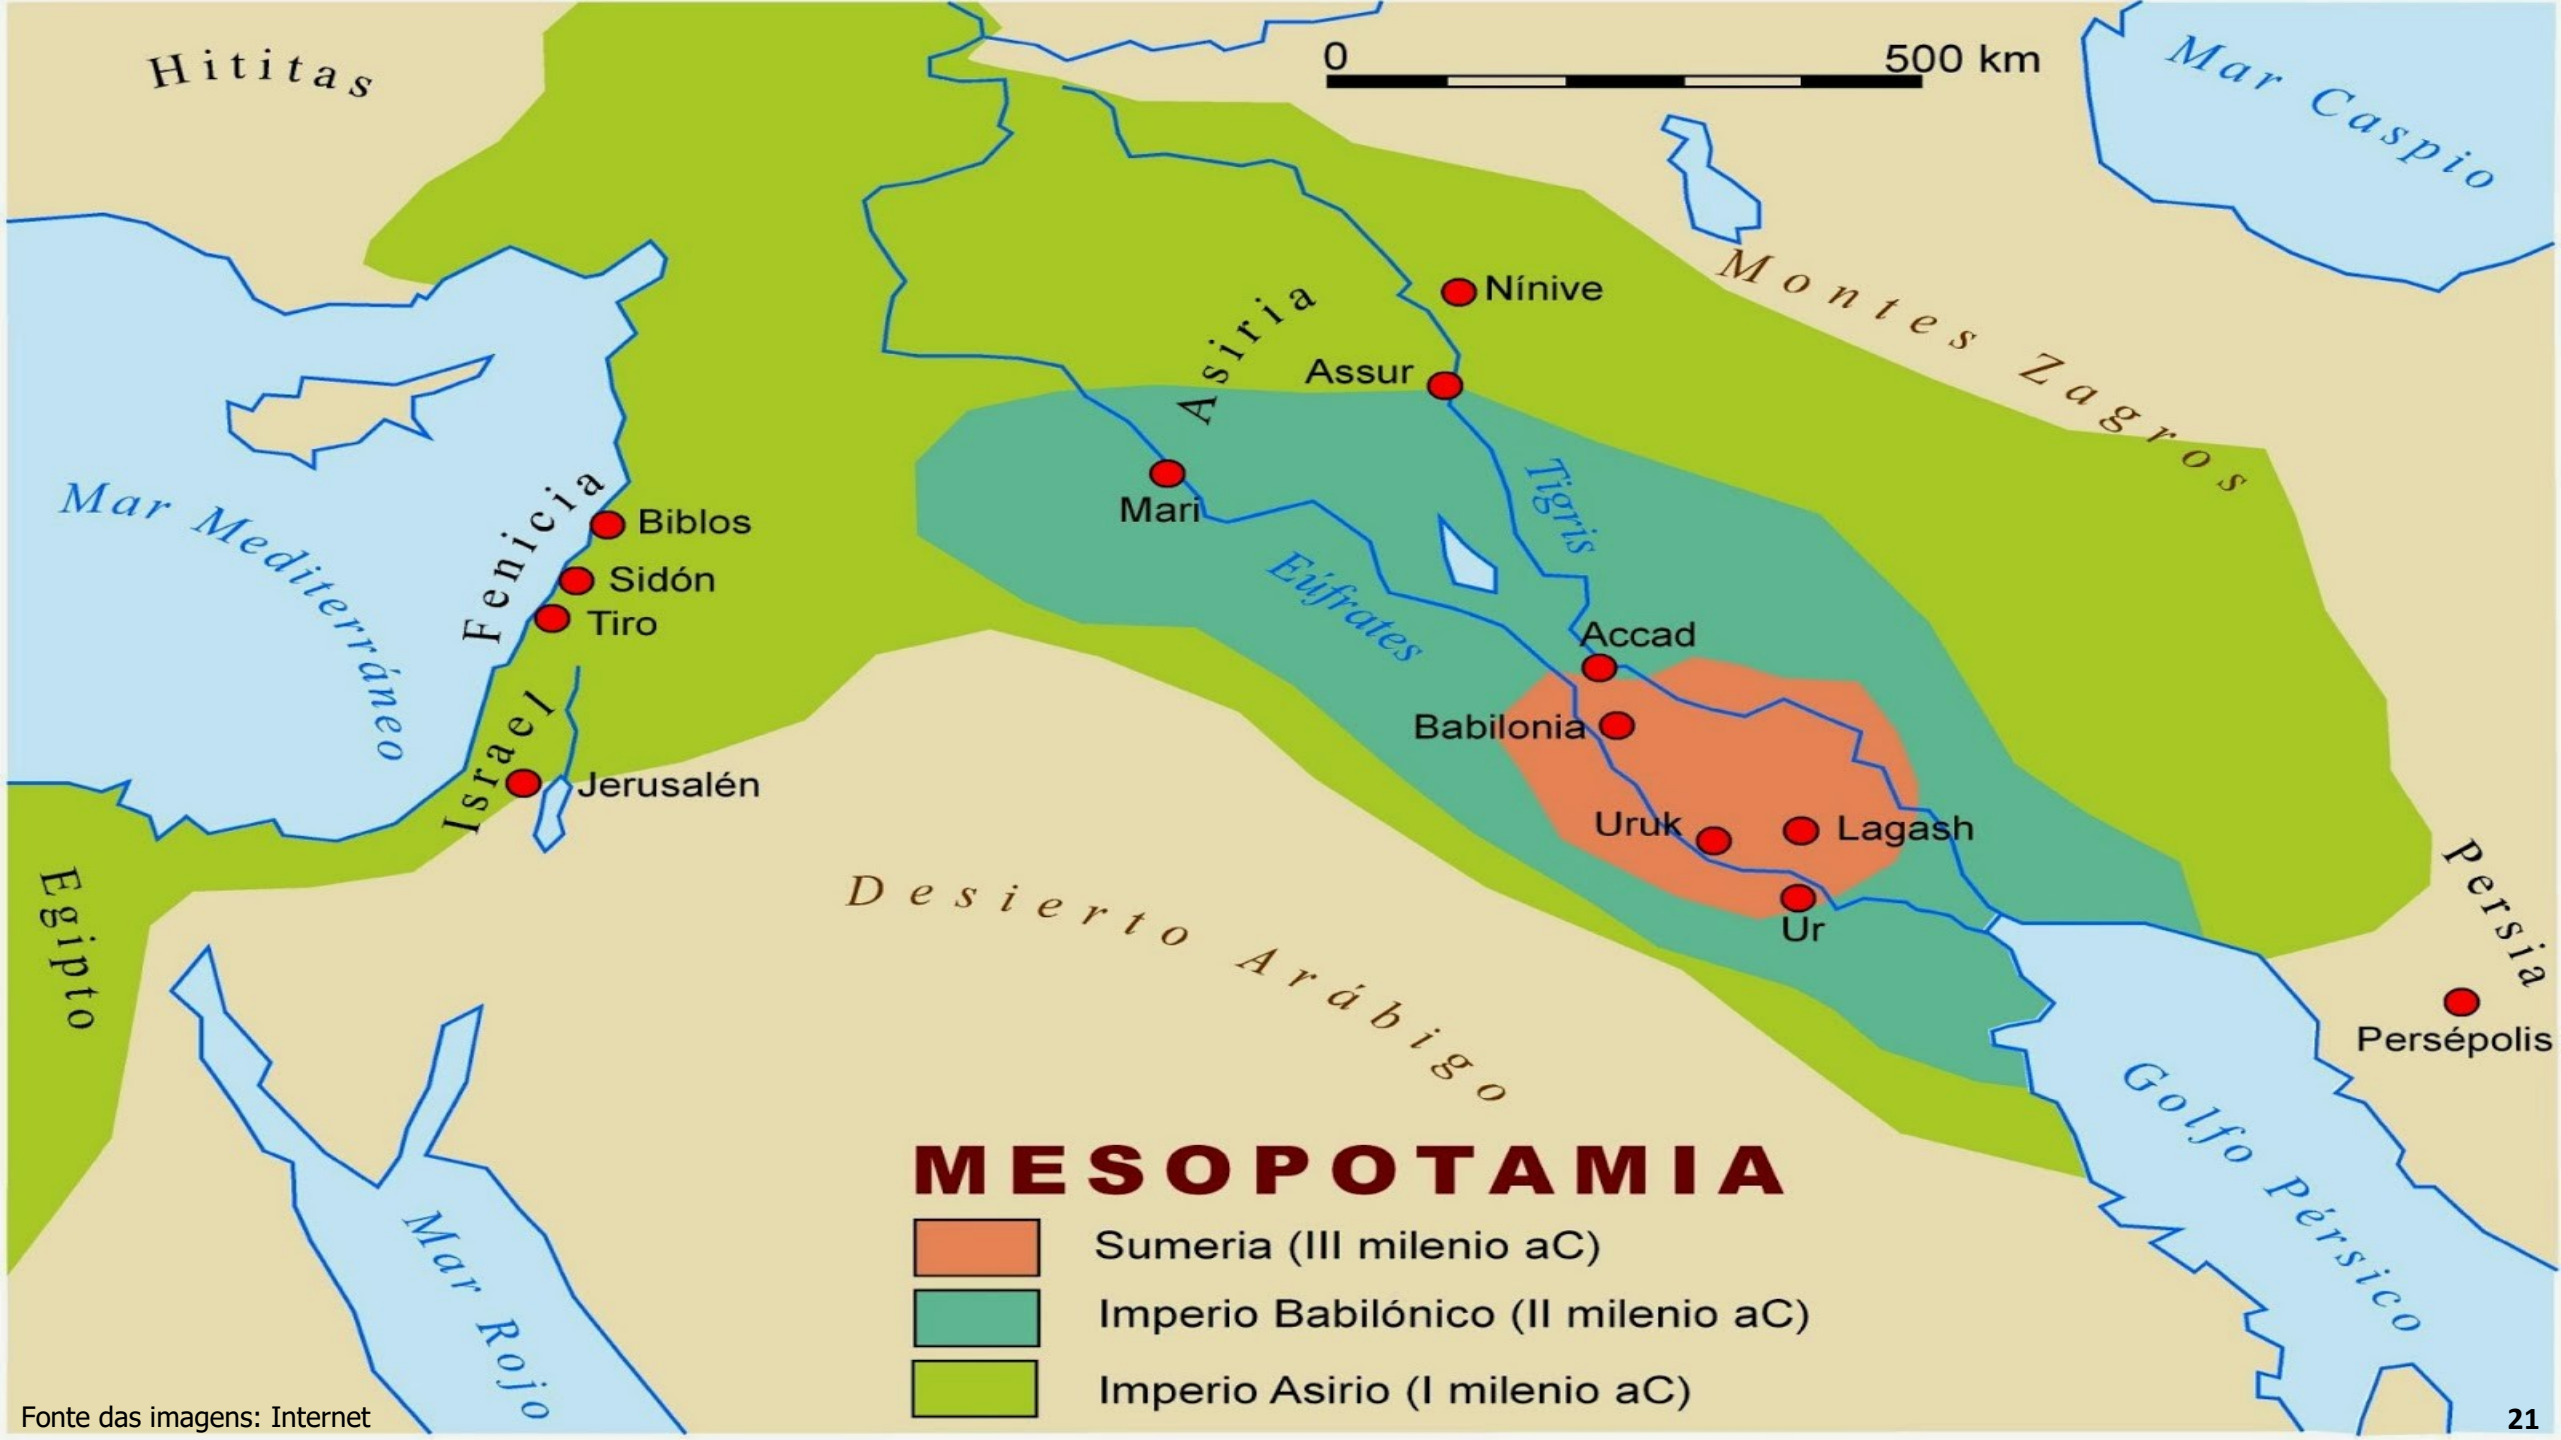 Hititas
0
500 km
Mar Caspio
Montes Zagros
Nínive
Asiria
Assur
Mar Mediterráneo
Fenicia
Biblos
Sidón
Tiro
Mari
Tigris
Eúfrates
Accad
Israel
Jerusalén
Babilonia
Uruk
Lagash
Ur
Egipto
Desierto Arábigo
Persia
Persépolis
Golfo Pérsico
Mar Rojo
MESOPOTAMIA
Sumeria (III milenio aC)
Imperio Babilónico (II milenio aC)
Imperio Asirio (I milenio aC)
Fonte das imagens: Internet
21